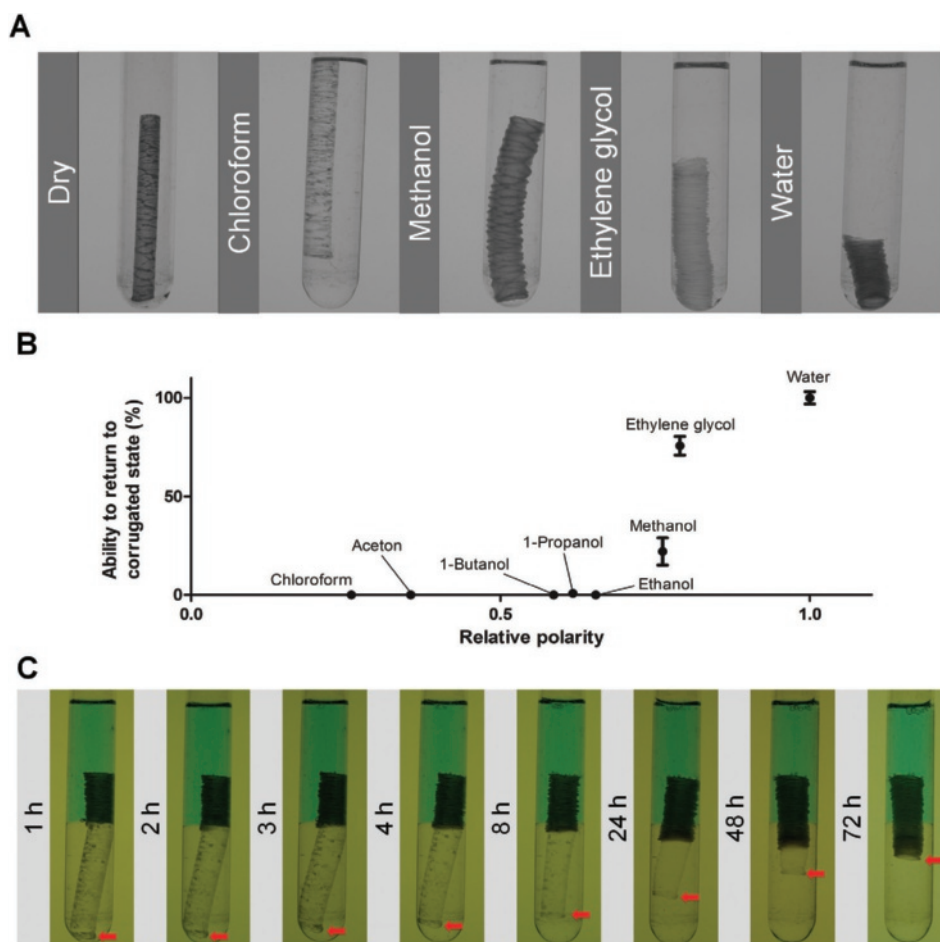 A
Dry
Chloroform
Methanol
Ethylene glycol
Water
B
Ability to return to
corrugated state (%)
100
50
0
0.0
0.5
1.0
Relative polarity
Chloroform
Aceton
1-Butanol
1-Propanol
Ethanol
Methanol
Ethylene glycol
Water
C
1 h
2 h
3 h
4 h
8 h
24 h
48 h
72 h